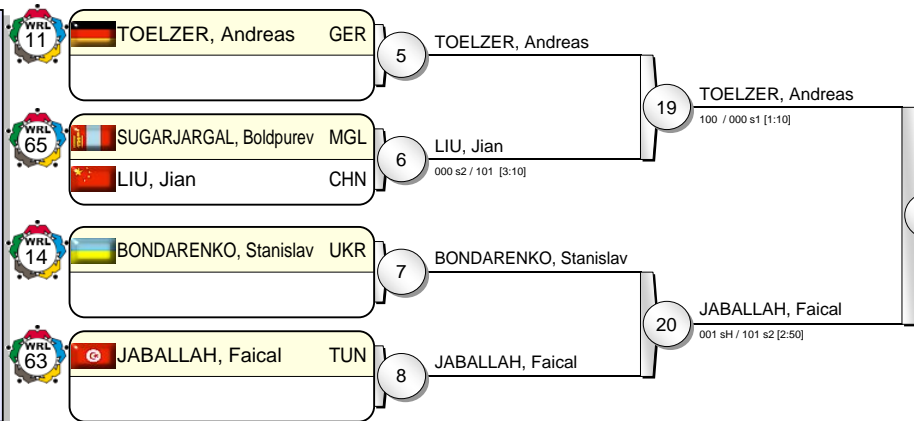 WRL
11
TOELZER, Andreas GER
5
TOELZER, Andreas
19
TOELZER, Andreas
100 / 000 s1 [1:10]
WRL
65
SUGARJARGAL, Boldpurev MGL
LIU, Jian CHN
6
LIU, Jian
000 s2 / 101 [3:10]
WRL
14
BONDARENKO, Stanislav UKR
7
BONDARENKO, Stanislav
20
JABALLAH, Faical
001 sH / 101 s2 [2:50]
WRL
63
JABALLAH, Faical TUN
8
JABALLAH, Faical